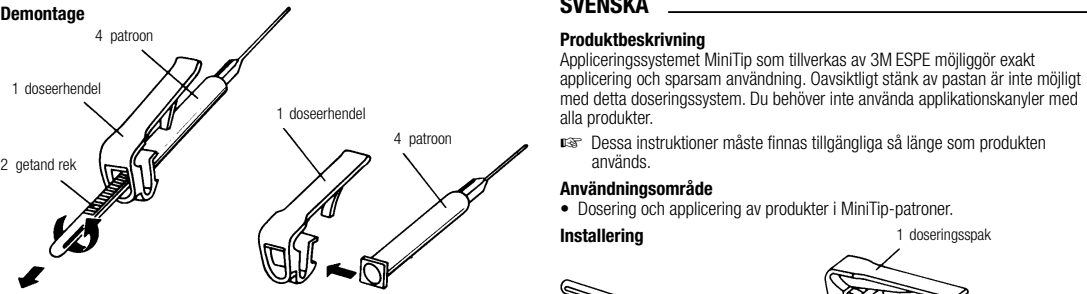 Demontage
4 patroon
1 doseerhendel
2 getand rek
1 doseerhendel
4 patroon
SVENSKA
Produktbeskrivning
Appliceringssystemet MiniTip som tillverkas av 3M ESPE möjliggör exakt
applicering och sparsam användning. Oavsiktligt stänk av pastan är inte möjligt
med detta doseringssystem. Du behöver inte använda applikationskanyler med
alla produkter.
☞ Dessa instruktioner måste finnas tillgängliga så länge som produkten
används.
Användningsområde
• Dosering och applicering av produkter i MiniTip-patroner.
Installering
1 doseringsspak